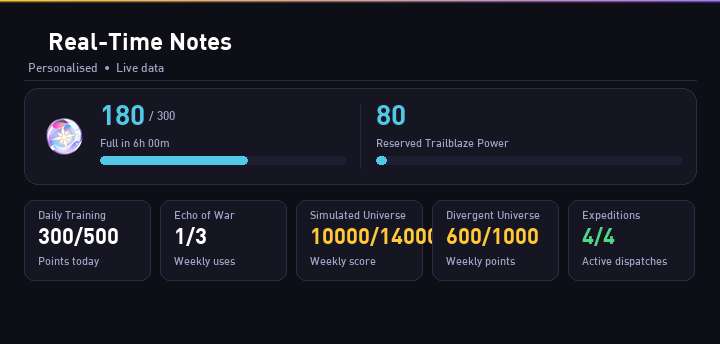 Real-Time Notes
Personalised • Live data
180 / 300
Full in 6h 00m
80
Reserved Trailblaze Power
Daily Training
300/500
Points today
Echo of War
1/3
Weekly uses
Simulated Universe
10000/14000
Weekly score
Divergent Universe
600/1000
Weekly points
Expeditions
4/4
Active dispatches